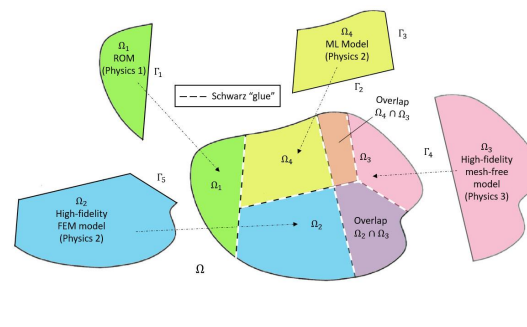 Ω₁
ROM
(Physics 1)
Γ₁
Ω₄
ML Model
(Physics 2)
Γ₃
Γ₂
Schwarz “glue”
Overlap
Ω₄ ∩ Ω₃
Ω₃
High-fidelity
mesh-free
model
(Physics 3)
Γ₄
Ω₂
High-fidelity
FEM model
(Physics 2)
Γ₅
Ω₁
Ω₄
Ω₃
Ω₂
Overlap
Ω₂ ∩ Ω₃
Ω